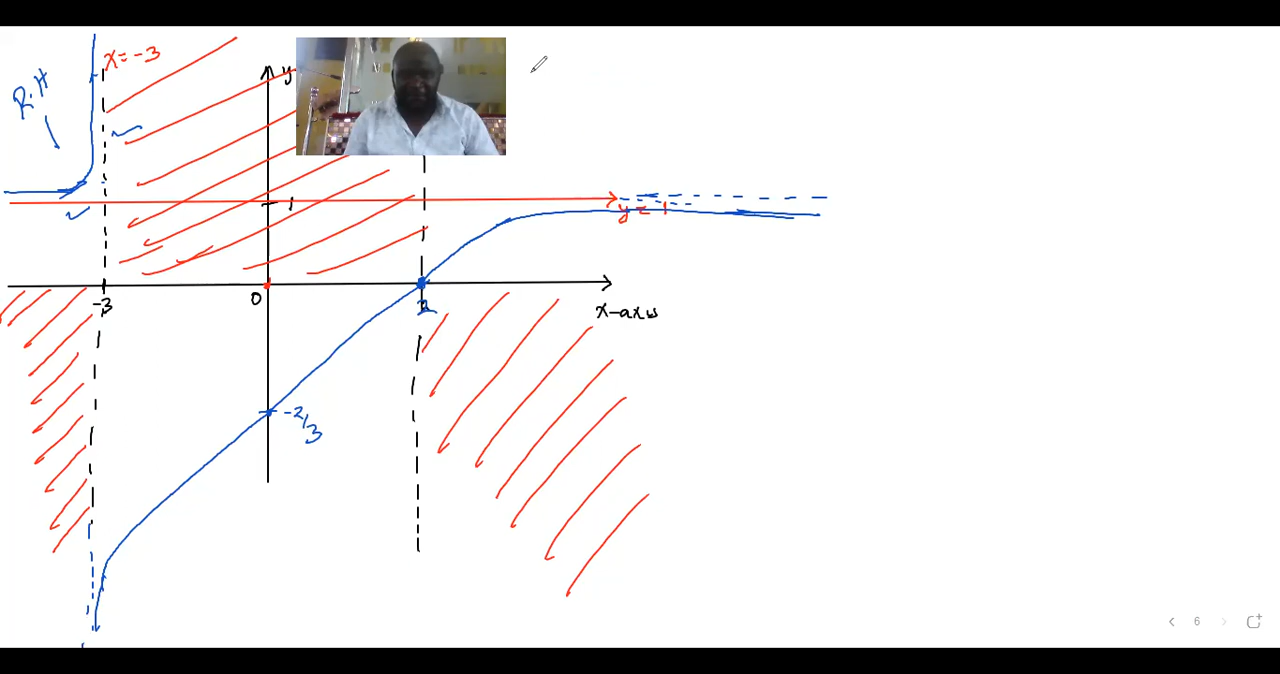 x=-3
R.H
y
1
y = 1
-3
0
2
x-axis
-2/3
6